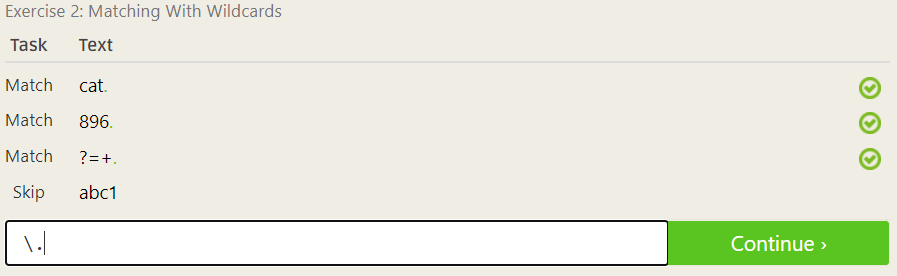 Exercise 2: Matching With Wildcards
Task Text
Match cat.
Match 896.
Match ?=+.
Skip abc1
\. Continue ›